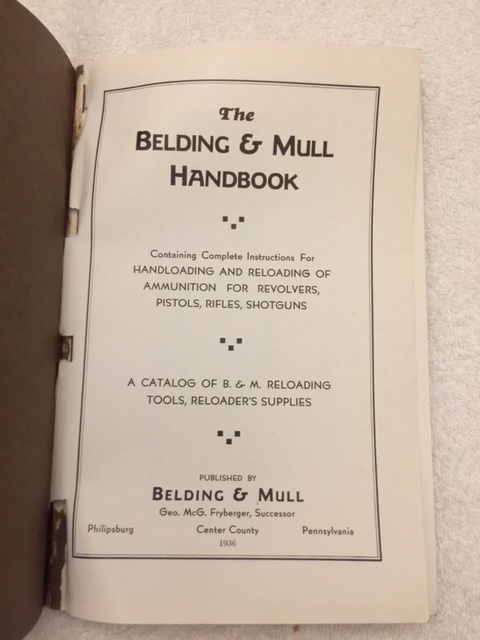 The
BELDING & MULL
HANDBOOK
Containing Complete Instructions For
HANDLOADING AND RELOADING OF
AMMUNITION FOR REVOLVERS,
PISTOLS, RIFLES, SHOTGUNS
A CATALOG OF B. & M. RELOADING
TOOLS, RELOADER'S SUPPLIES
PUBLISHED BY
BELDING & MULL
Geo. McG. Fryberger, Successor
Philipsburg Center County Pennsylvania
1936